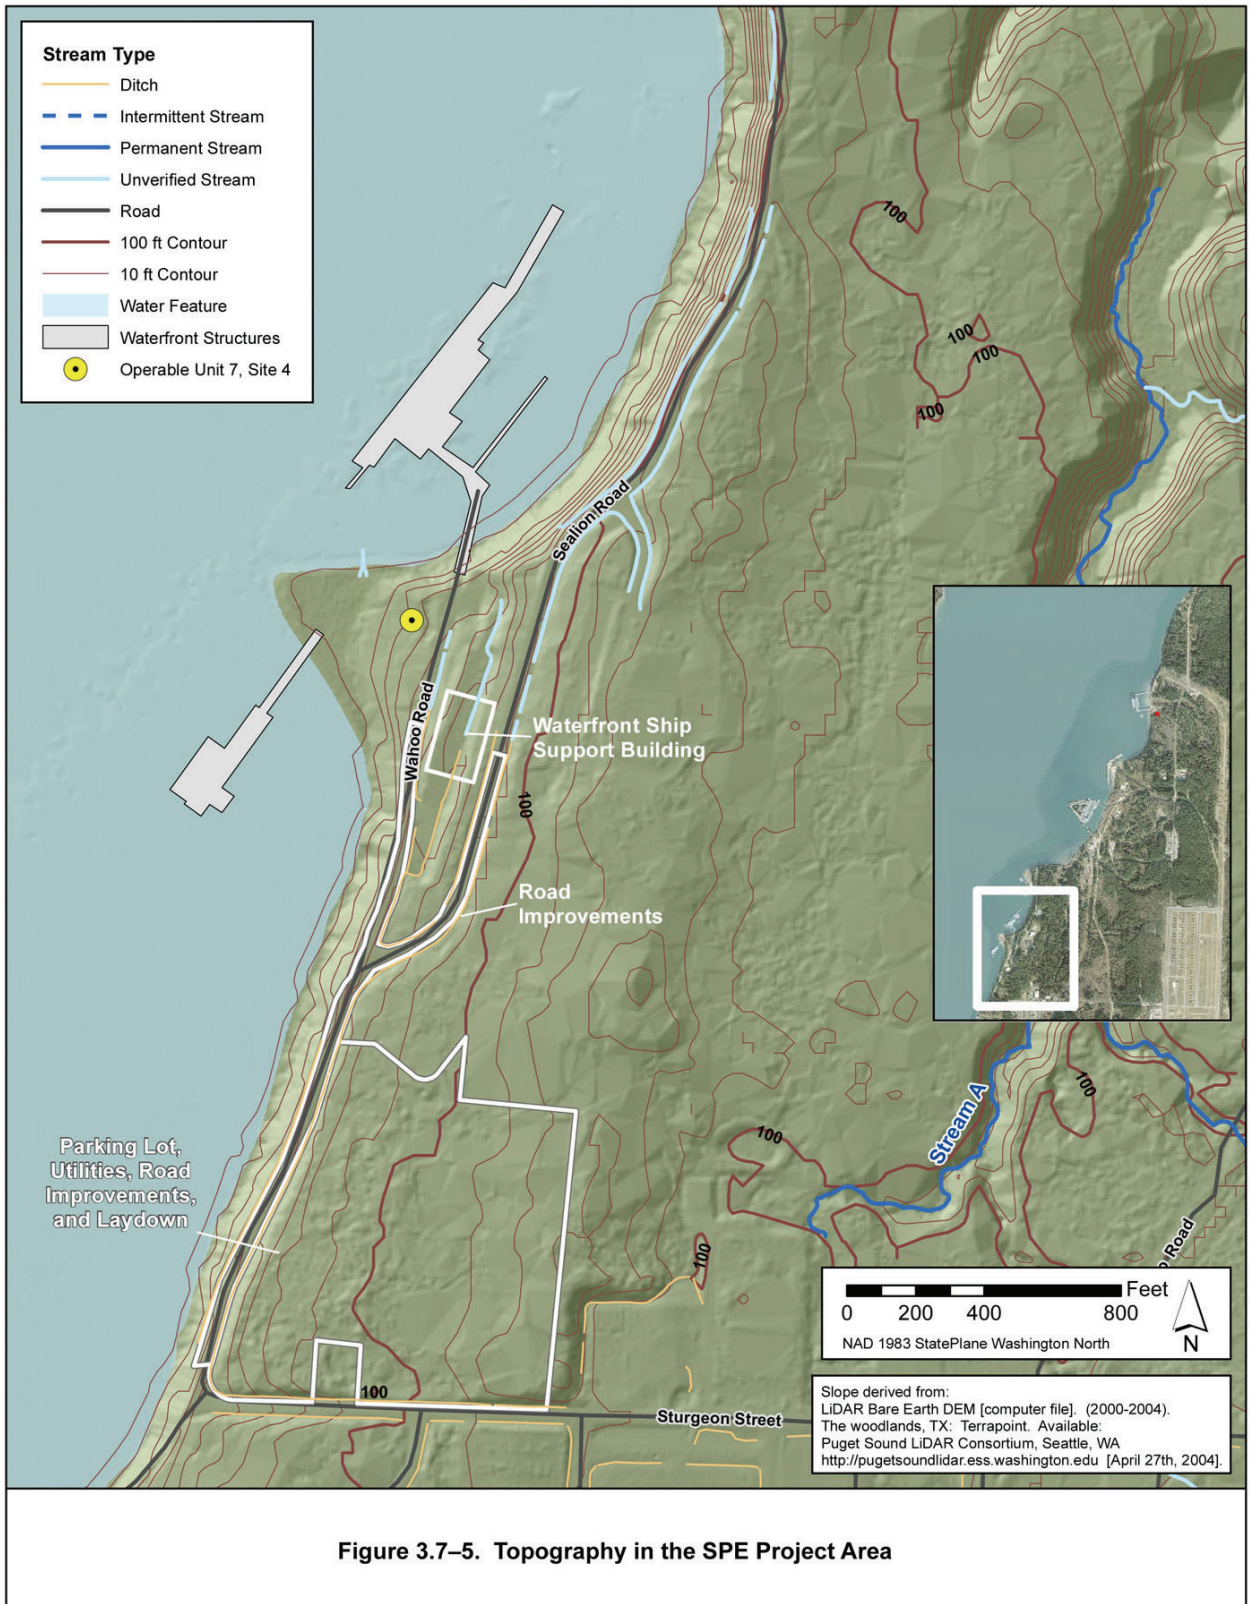 Stream Type
Ditch
Intermittent Stream
Permanent Stream
Unverified Stream
Road
100 ft Contour
10 ft Contour
Water Feature
Waterfront Structures
Operable Unit 7, Site 4
100
100
100
100
Sealion Road
Wahoo Road
Waterfront Ship
Support Building
100
Road
Improvements
100
Stream A
100
Parking Lot,
Utilities, Road
Improvements,
and Laydown
100
o Road
Feet
0 200 400 800
NAD 1983 StatePlane Washington North
N
100
Sturgeon Street
Slope derived from:
LiDAR Bare Earth DEM [computer file]. (2000-2004).
The woodlands, TX: Terrapoint. Available:
Puget Sound LiDAR Consortium, Seattle, WA
http://pugetsoundlidar.ess.washington.edu [April 27th, 2004].
Figure 3.7–5. Topography in the SPE Project Area